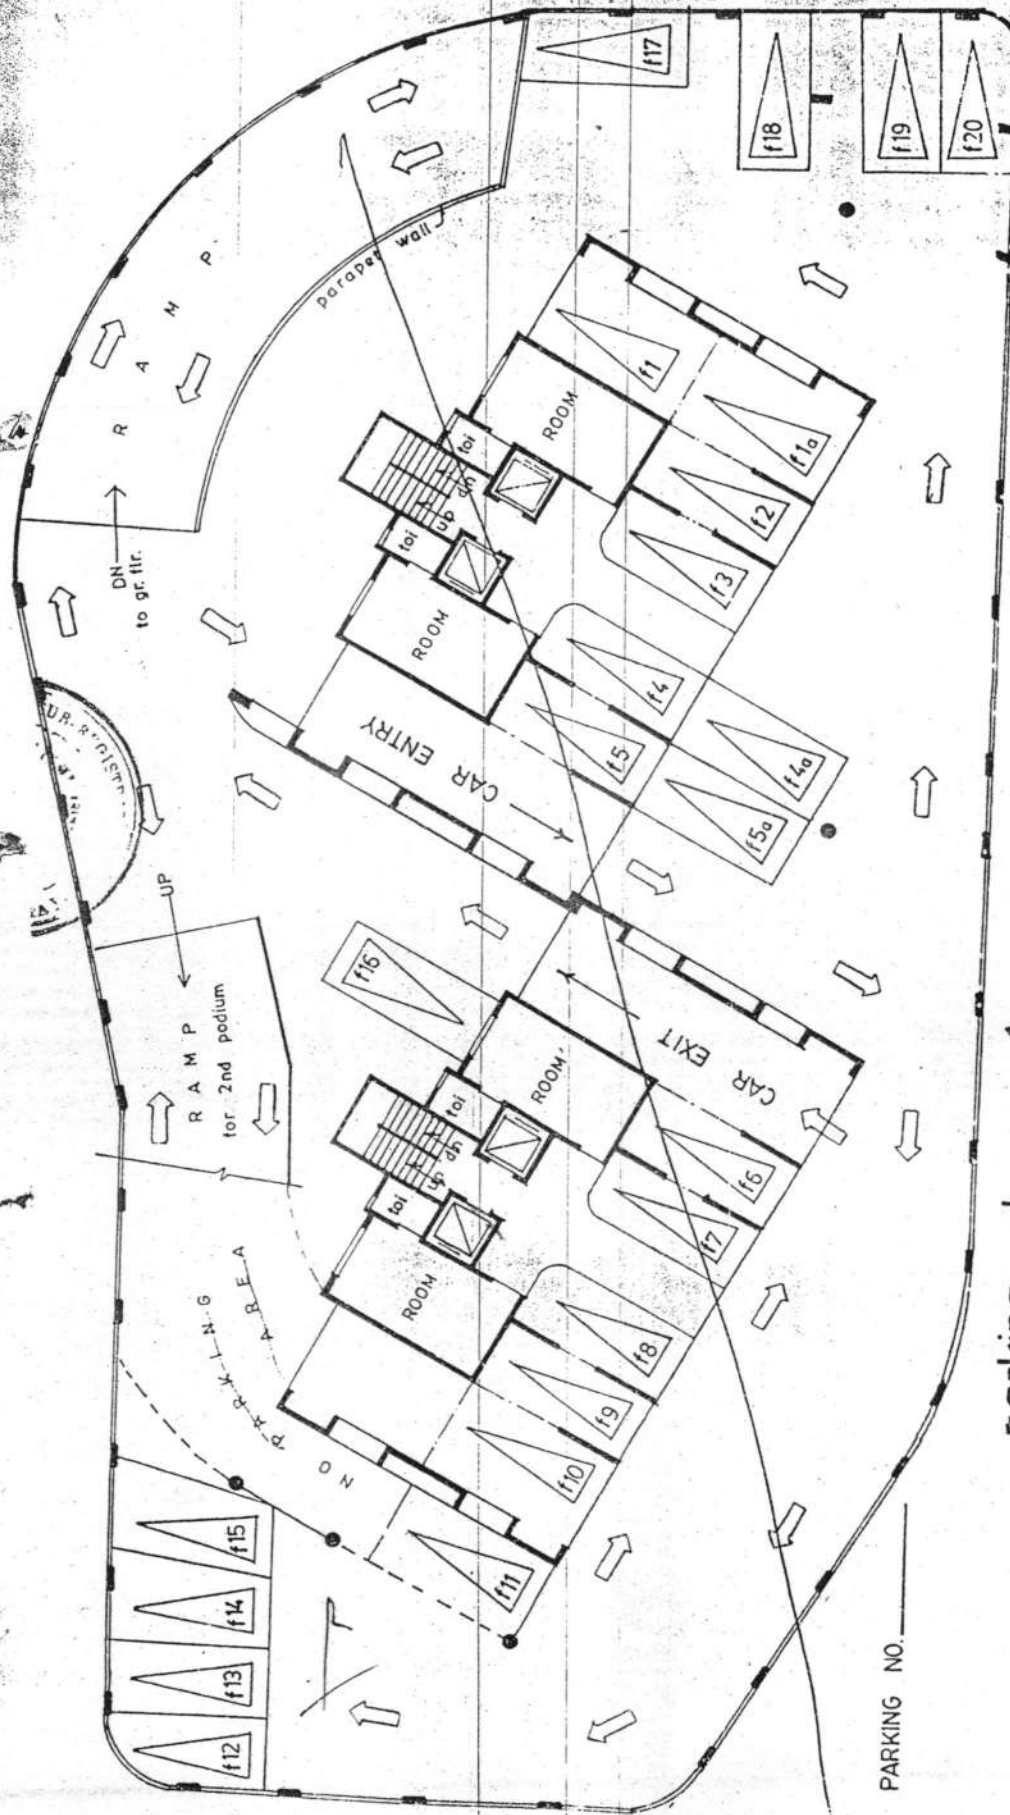 f17
f18
f19
f20
R A M P
parapet wall
DN
to gr. flr.
f1
f1a
ROOM
toi
up dn
f2
f3
toi
ROOM
f4
f4a
f5
f5a
CAR ENTRY
UP
R A M P
for 2nd podium
f16
CAR EXIT
ROOM
toi
up dn
f6
f7
toi
ROOM
f8
f9
f10
f11
NO PARKING AREA
f15
f14
f13
f12
PARKING NO.